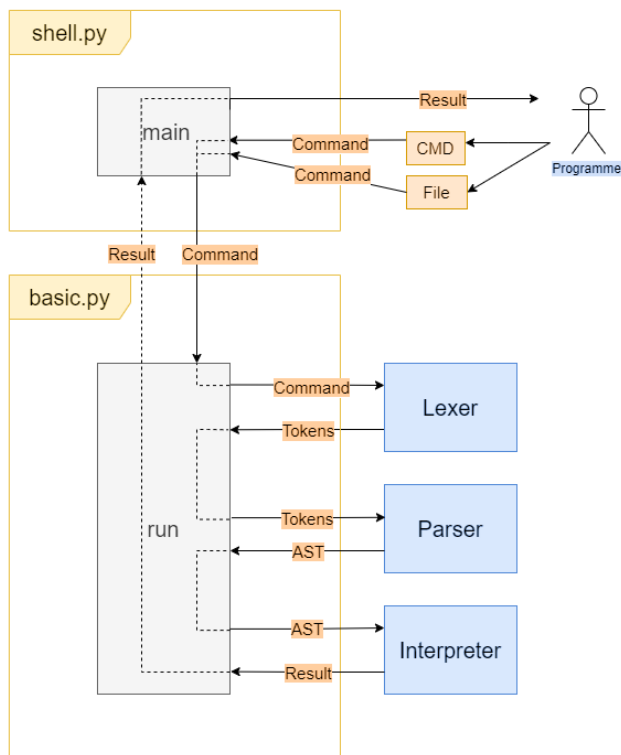 shell.py
main
Result
Command
CMD
Command
File
Programme
Result
Command
basic.py
run
Command
Lexer
Tokens
Tokens
Parser
AST
AST
Interpreter
Result